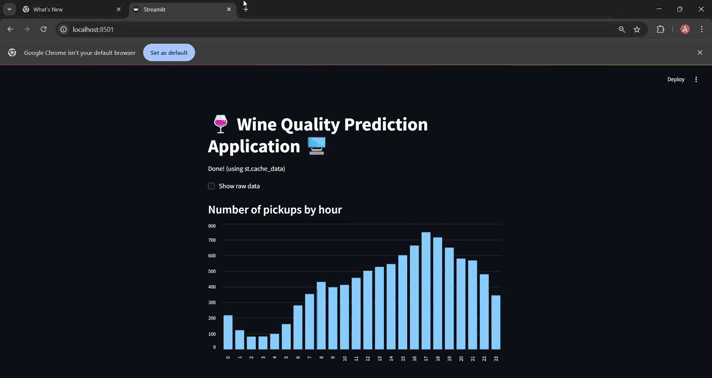 What's New
Streamlit
localhost:8501
A
Google Chrome isn't your default browser
Set as default
Deploy
Wine Quality Prediction
Application
Done! (using st.cache_data)
Show raw data
Number of pickups by hour
800
700
600
500
400
300
200
100
0
0 1 2 3 4 5 6 7 8 9 10 11 12 13 14 15 16 17 18 19 20 21 22 23